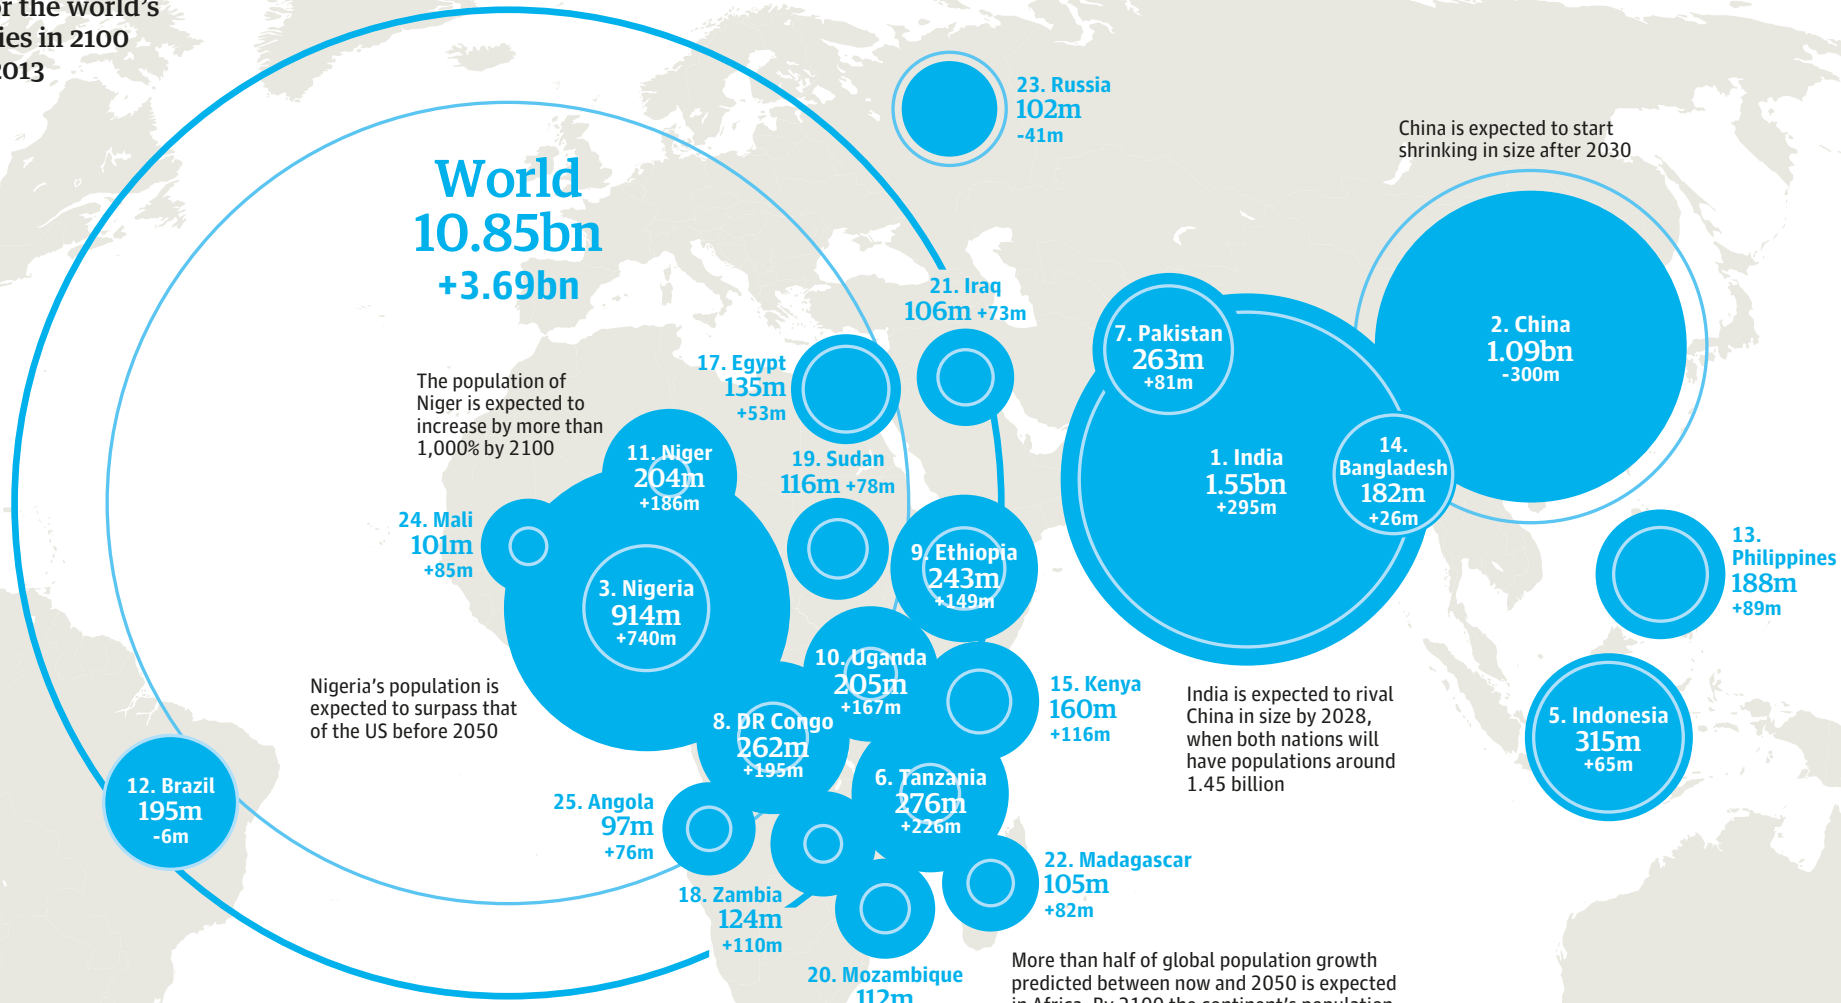 r the world's
ies in 2100
2013
World
10.85bn
+3.69bn
23. Russia
102m
-41m
China is expected to start
shrinking in size after 2030
21. Iraq
106m +73m
7. Pakistan
263m
+81m
2. China
1.09bn
-300m
17. Egypt
135m
+53m
The population of
Niger is expected to
increase by more than
1,000% by 2100
11. Niger
204m
+186m
19. Sudan
116m +78m
1. India
1.55bn
+295m
14.
Bangladesh
182m
+26m
24. Mali
101m
+85m
9. Ethiopia
243m
+149m
13.
Philippines
188m
+89m
3. Nigeria
914m
+740m
10. Uganda
205m
+167m
15. Kenya
160m
+116m
Nigeria's population is
expected to surpass that
of the US before 2050
8. DR Congo
262m
+195m
India is expected to rival
China in size by 2028,
when both nations will
have populations around
1.45 billion
5. Indonesia
315m
+65m
12. Brazil
195m
-6m
6. Tanzania
276m
+226m
25. Angola
97m
+76m
22. Madagascar
105m
+82m
18. Zambia
124m
+110m
20. Mozambique
112m
More than half of global population growth
predicted between now and 2050 is expected
in Africa. By 2100 the continent's population